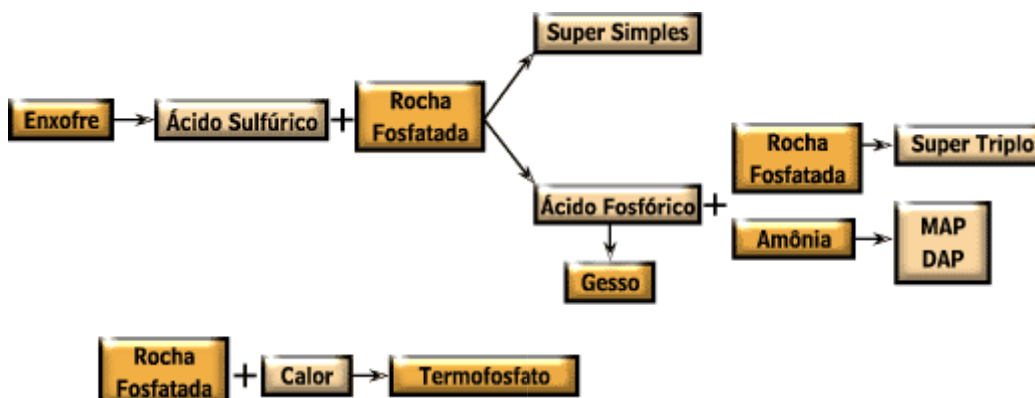 Super Simples
Enxofre
Ácido Sulfúrico
+
Rocha
Fosfatada
Ácido Fosfórico
+
Rocha
Fosfatada
Super Triplo
Amônia
MAP
DAP
Gesso
Rocha
Fosfatada
+
Calor
Termofosfato